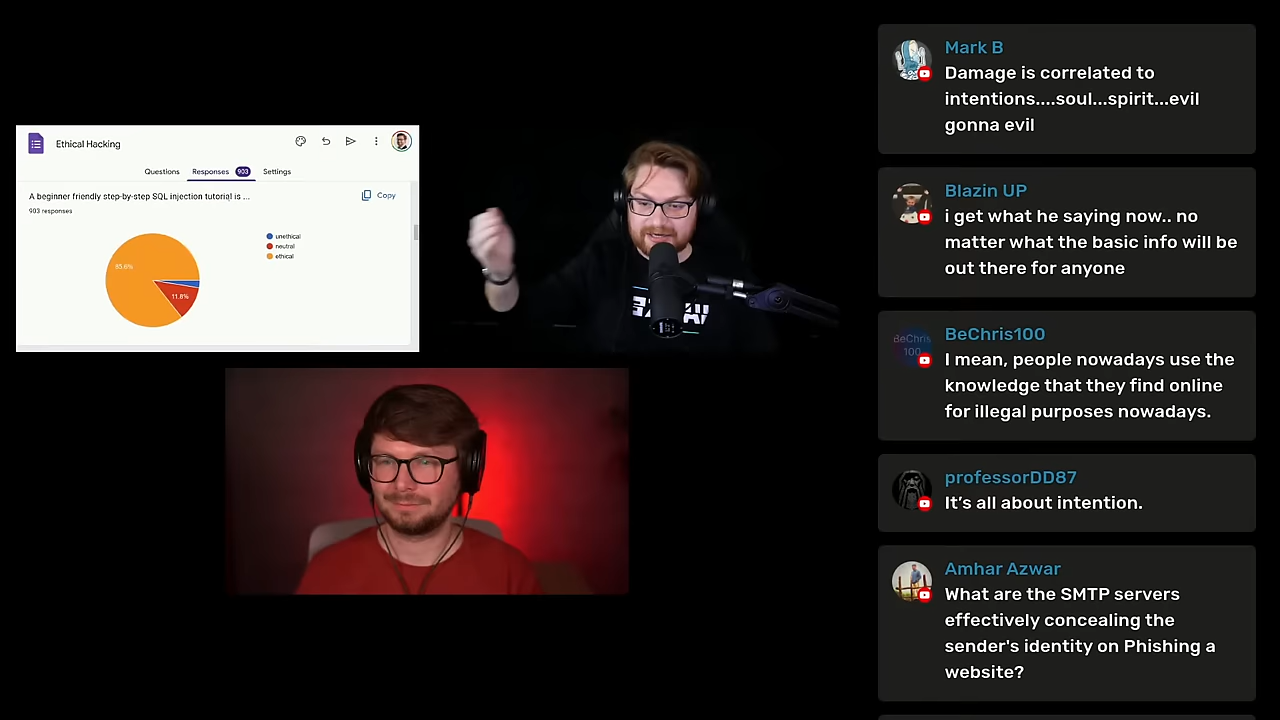 Ethical Hacking
Questions Responses 903 Settings
A beginner friendly step-by-step SQL injection tutorial is ...
Copy
903 responses
unethical
neutral
ethical
85.6%
11.8%
Mark B
Damage is correlated to
intentions....soul...spirit...evil
gonna evil
Blazin UP
i get what he saying now.. no
matter what the basic info will be
out there for anyone
BeChris100
BeChris
100
I mean, people nowadays use the
knowledge that they find online
for illegal purposes nowadays.
professorDD87
It’s all about intention.
Amhar Azwar
What are the SMTP servers
effectively concealing the
sender's identity on Phishing a
website?